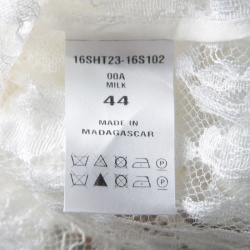 16SHT23-16S102
00A
MILK
44
MADE IN
MADAGASCAR